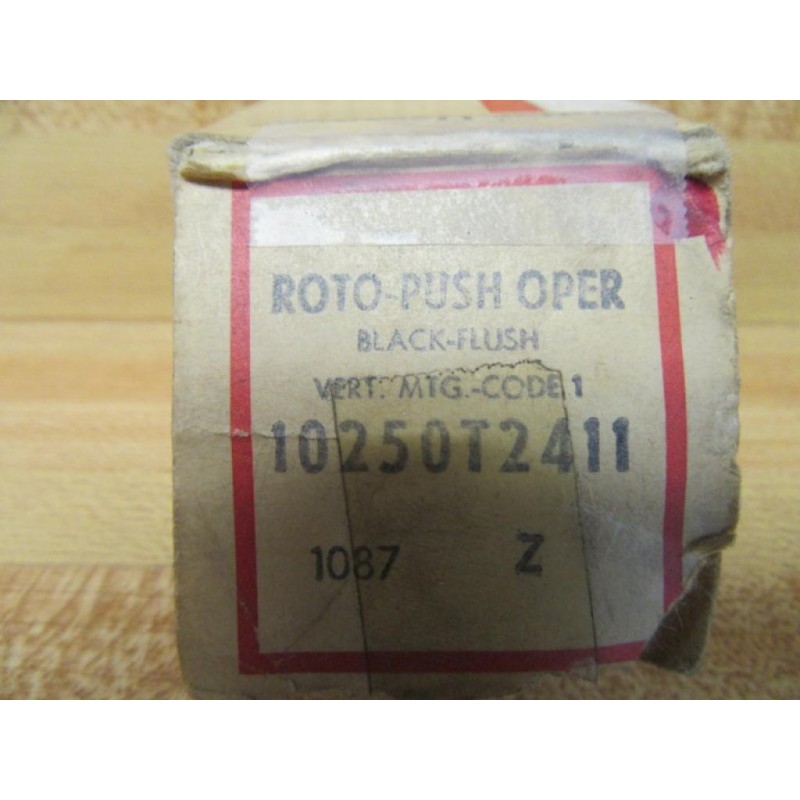 ROTO-PUSH OPER
BLACK-FLUSH
VERT. MTG.-CODE 1
10250T2411
1087 Z